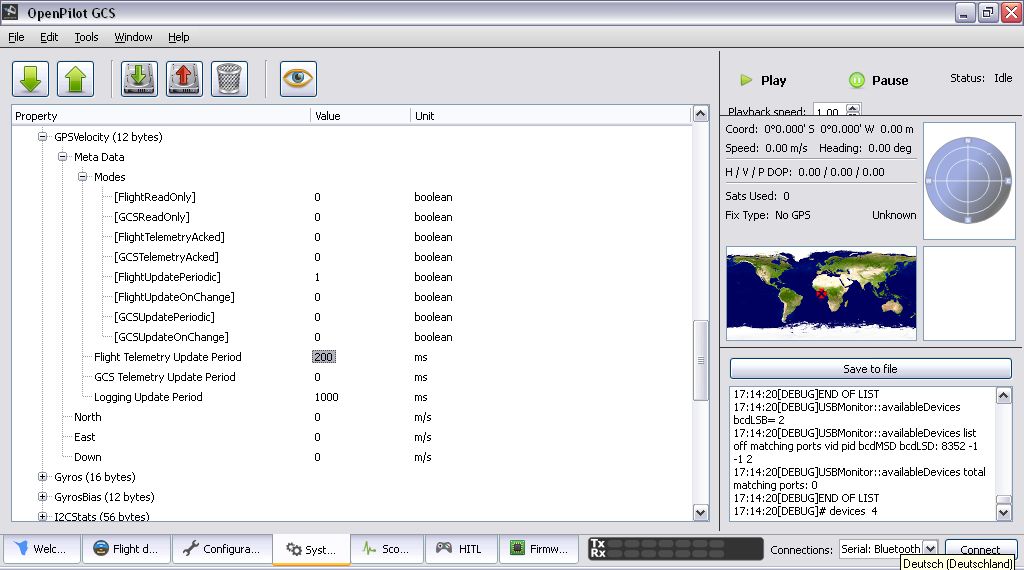 OpenPilot GCS
File Edit Tools Window Help
Property Value Unit
GPSVelocity (12 bytes)
Meta Data
Modes
[FlightReadOnly] 0 boolean
[GCSReadOnly] 0 boolean
[FlightTelemetryAcked] 0 boolean
[GCSTelemetryAcked] 0 boolean
[FlightUpdatePeriodic] 1 boolean
[FlightUpdateOnChange] 0 boolean
[GCSUpdatePeriodic] 0 boolean
[GCSUpdateOnChange] 0 boolean
Flight Telemetry Update Period 200 ms
GCS Telemetry Update Period 0 ms
Logging Update Period 1000 ms
North 0 m/s
East 0 m/s
Down 0 m/s
Gyros (16 bytes)
GyrosBias (12 bytes)
I2CStats (56 bytes)
Play Pause Status: Idle
Playback speed: 1.00
Coord: 0°0.000' S 0°0.000' W 0.00 m
Speed: 0.00 m/s Heading: 0.00 deg
H / V / P DOP: 0.00 / 0.00 / 0.00
Sats Used: 0
Fix Type: No GPS Unknown
Save to file
17:14:20[DEBUG]END OF LIST
17:14:20[DEBUG]USBMonitor::availableDevices
bcdLSB= 2
17:14:20[DEBUG]USBMonitor::availableDevices list
off matching ports vid pid bcdMSD bcdLSD: 8352 -1
-1 2
17:14:20[DEBUG]USBMonitor::availableDevices total
matching ports: 0
17:14:20[DEBUG]END OF LIST
17:14:20[DEBUG]# devices 4
Welc... Flight d... Configura... Syst... Sco... HITL Firmw...
Tx
Rx
Connections: Serial: Bluetooth Connect
Deutsch (Deutschland)